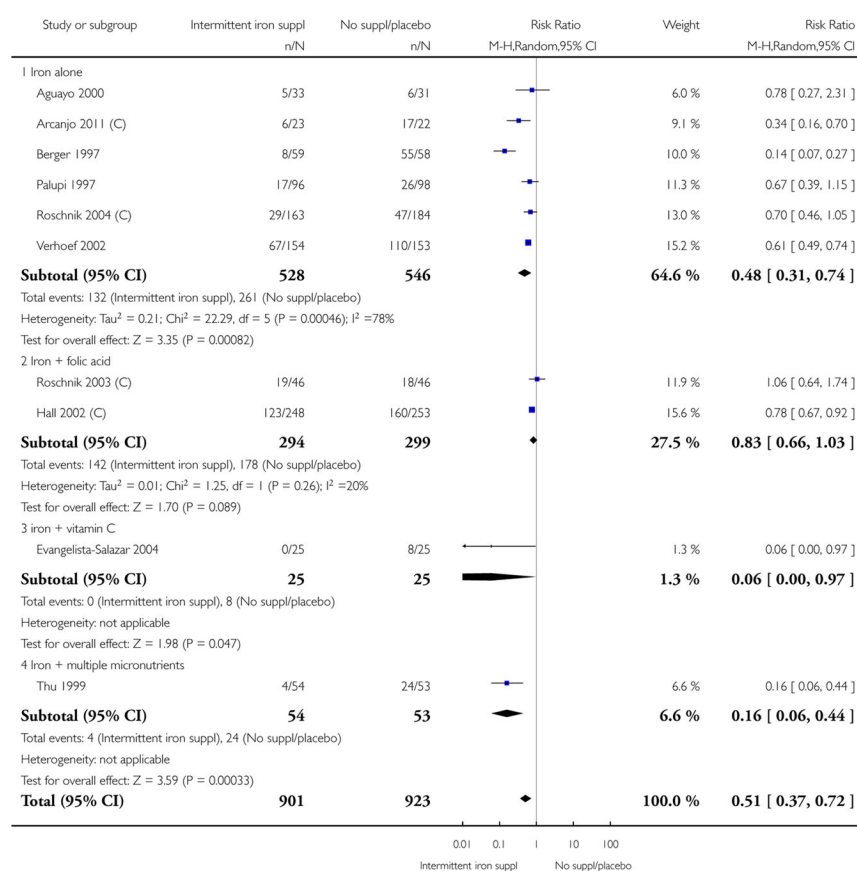 Study or subgroup Intermittent iron suppl No suppl/placebo Risk Ratio Weight Risk Ratio
n/N n/N M-H,Random,95% CI M-H,Random,95% CI
1 Iron alone
Aguayo 2000 5/33 6/31 6.0 % 0.78 [ 0.27, 2.31 ]
Arcanjo 2011 (C) 6/23 17/22 9.1 % 0.34 [ 0.16, 0.70 ]
Berger 1997 8/59 55/58 10.0 % 0.14 [ 0.07, 0.27 ]
Palupi 1997 17/96 26/98 11.3 % 0.67 [ 0.39, 1.15 ]
Roschnik 2004 (C) 29/163 47/184 13.0 % 0.70 [ 0.46, 1.05 ]
Verhoef 2002 67/154 110/153 15.2 % 0.61 [ 0.49, 0.74 ]
Subtotal (95% CI) 528 546 64.6 % 0.48 [ 0.31, 0.74 ]
Total events: 132 (Intermittent iron suppl), 261 (No suppl/placebo)
Heterogeneity: Tau² = 0.21; Chi² = 22.29, df = 5 (P = 0.00046); I² =78%
Test for overall effect: Z = 3.35 (P = 0.00082)
2 Iron + folic acid
Roschnik 2003 (C) 19/46 18/46 11.9 % 1.06 [ 0.64, 1.74 ]
Hall 2002 (C) 123/248 160/253 15.6 % 0.78 [ 0.67, 0.92 ]
Subtotal (95% CI) 294 299 27.5 % 0.83 [ 0.66, 1.03 ]
Total events: 142 (Intermittent iron suppl), 178 (No suppl/placebo)
Heterogeneity: Tau² = 0.01; Chi² = 1.25, df = 1 (P = 0.26); I² =20%
Test for overall effect: Z = 1.70 (P = 0.089)
3 iron + vitamin C
Evangelista-Salazar 2004 0/25 8/25 1.3 % 0.06 [ 0.00, 0.97 ]
Subtotal (95% CI) 25 25 1.3 % 0.06 [ 0.00, 0.97 ]
Total events: 0 (Intermittent iron suppl), 8 (No suppl/placebo)
Heterogeneity: not applicable
Test for overall effect: Z = 1.98 (P = 0.047)
4 Iron + multiple micronutrients
Thu 1999 4/54 24/53 6.6 % 0.16 [ 0.06, 0.44 ]
Subtotal (95% CI) 54 53 6.6 % 0.16 [ 0.06, 0.44 ]
Total events: 4 (Intermittent iron suppl), 24 (No suppl/placebo)
Heterogeneity: not applicable
Test for overall effect: Z = 3.59 (P = 0.00033)
Total (95% CI) 901 923 100.0 % 0.51 [ 0.37, 0.72 ]
0.01 0.1 1 10 100
Intermittent iron suppl No suppl/placebo